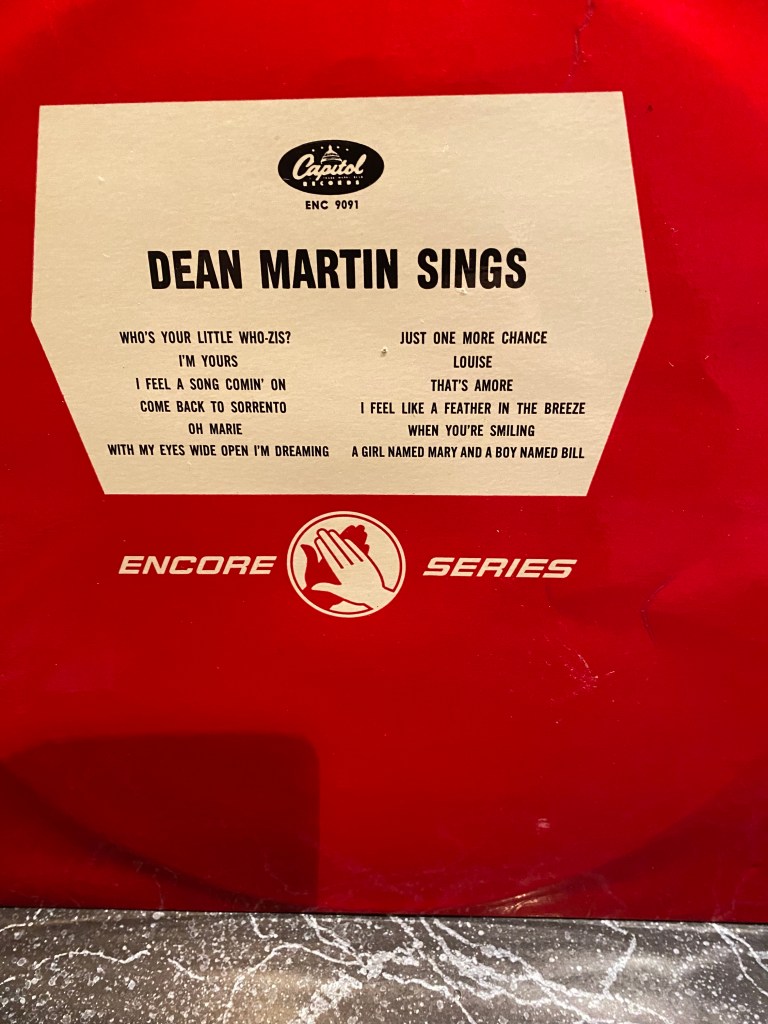 Capitol
RECORDS
ENC 9091
DEAN MARTIN SINGS
WHO'S YOUR LITTLE WHO-ZIS?
I'M YOURS
I FEEL A SONG COMIN' ON
COME BACK TO SORRENTO
OH MARIE
WITH MY EYES WIDE OPEN I'M DREAMING
JUST ONE MORE CHANCE
LOUISE
THAT'S AMORE
I FEEL LIKE A FEATHER IN THE BREEZE
WHEN YOU'RE SMILING
A GIRL NAMED MARY AND A BOY NAMED BILL
ENCORE SERIES